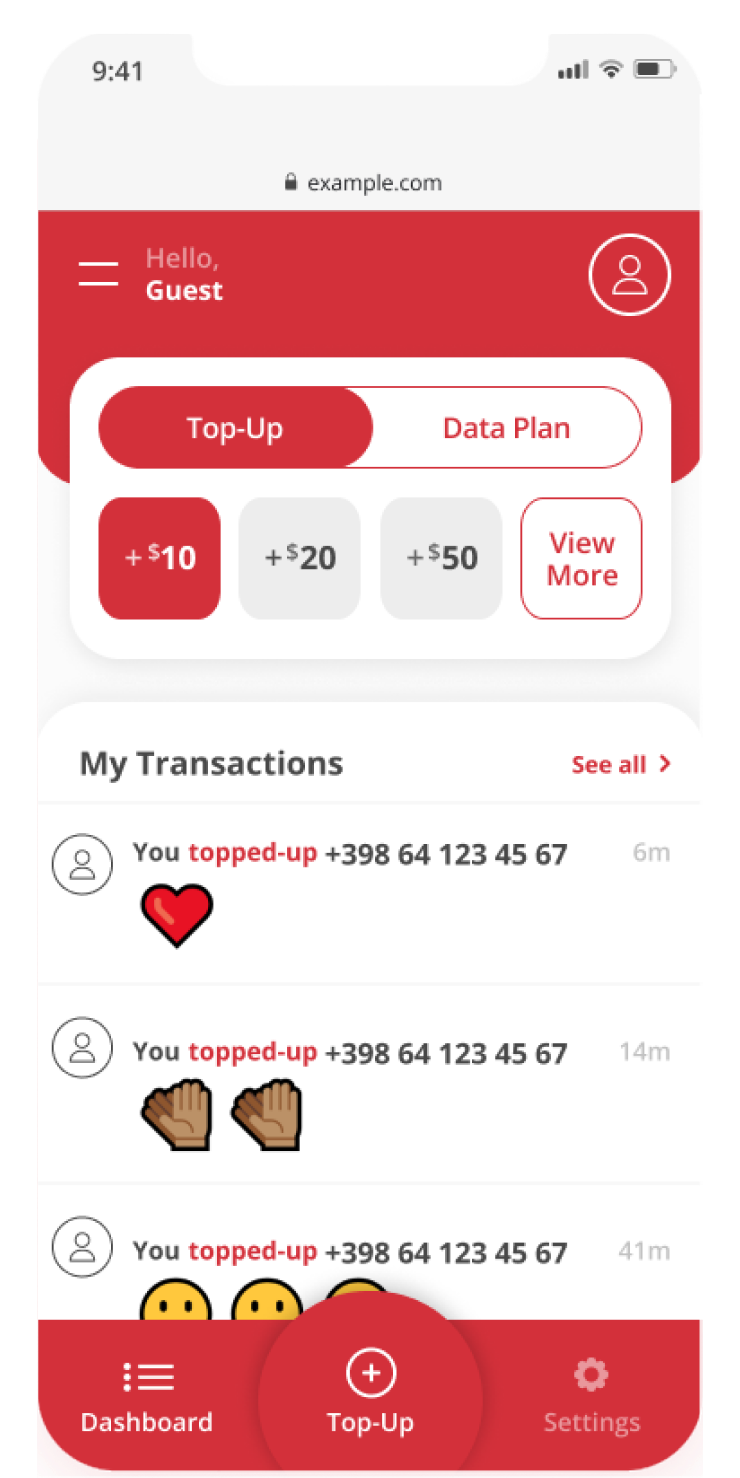 9:41
example.com
Hello,
Guest
Top-Up Data Plan
+$10 +$20 +$50 View More
My Transactions See all >
You topped-up +398 64 123 45 67 6m
You topped-up +398 64 123 45 67 14m
You topped-up +398 64 123 45 67 41m
Dashboard Top-Up Settings